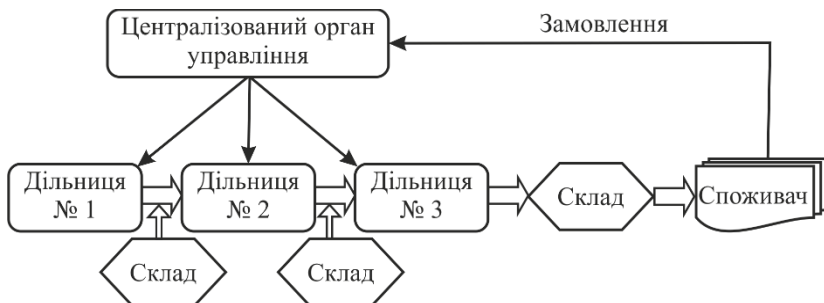 Централізований орган
управління
Замовлення
Дільниця
№ 1
Дільниця
№ 2
Дільниця
№ 3
Склад
Споживач
Склад
Склад